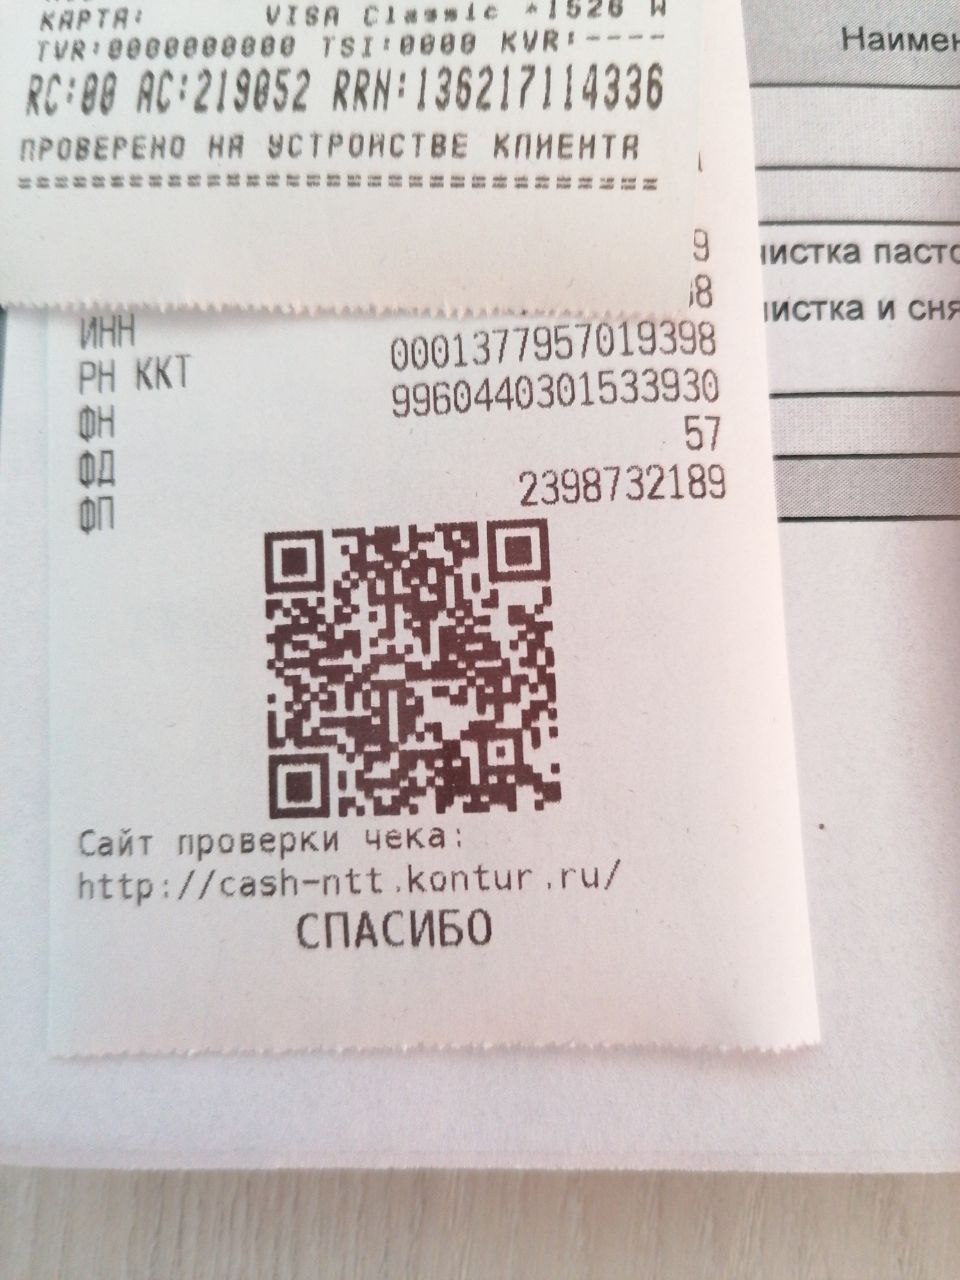 КАРТА: VISA Classic *1526 W
TVR:0000000000 TSI:0000 KVR:----
RC:00 AC:219052 RRN:136217114336
ПРОВЕРЕНО НА УСТРОЙСТВЕ КЛИЕНТА
==================================
9
8
ИНН
РН ККТ 0001377957019398
ФН 9960440301533930
ФД 57
ФП 2398732189
Сайт проверки чека:
http://cash-ntt.kontur.ru/
СПАСИБО
Наимен
чистка пасто
чистка и сня